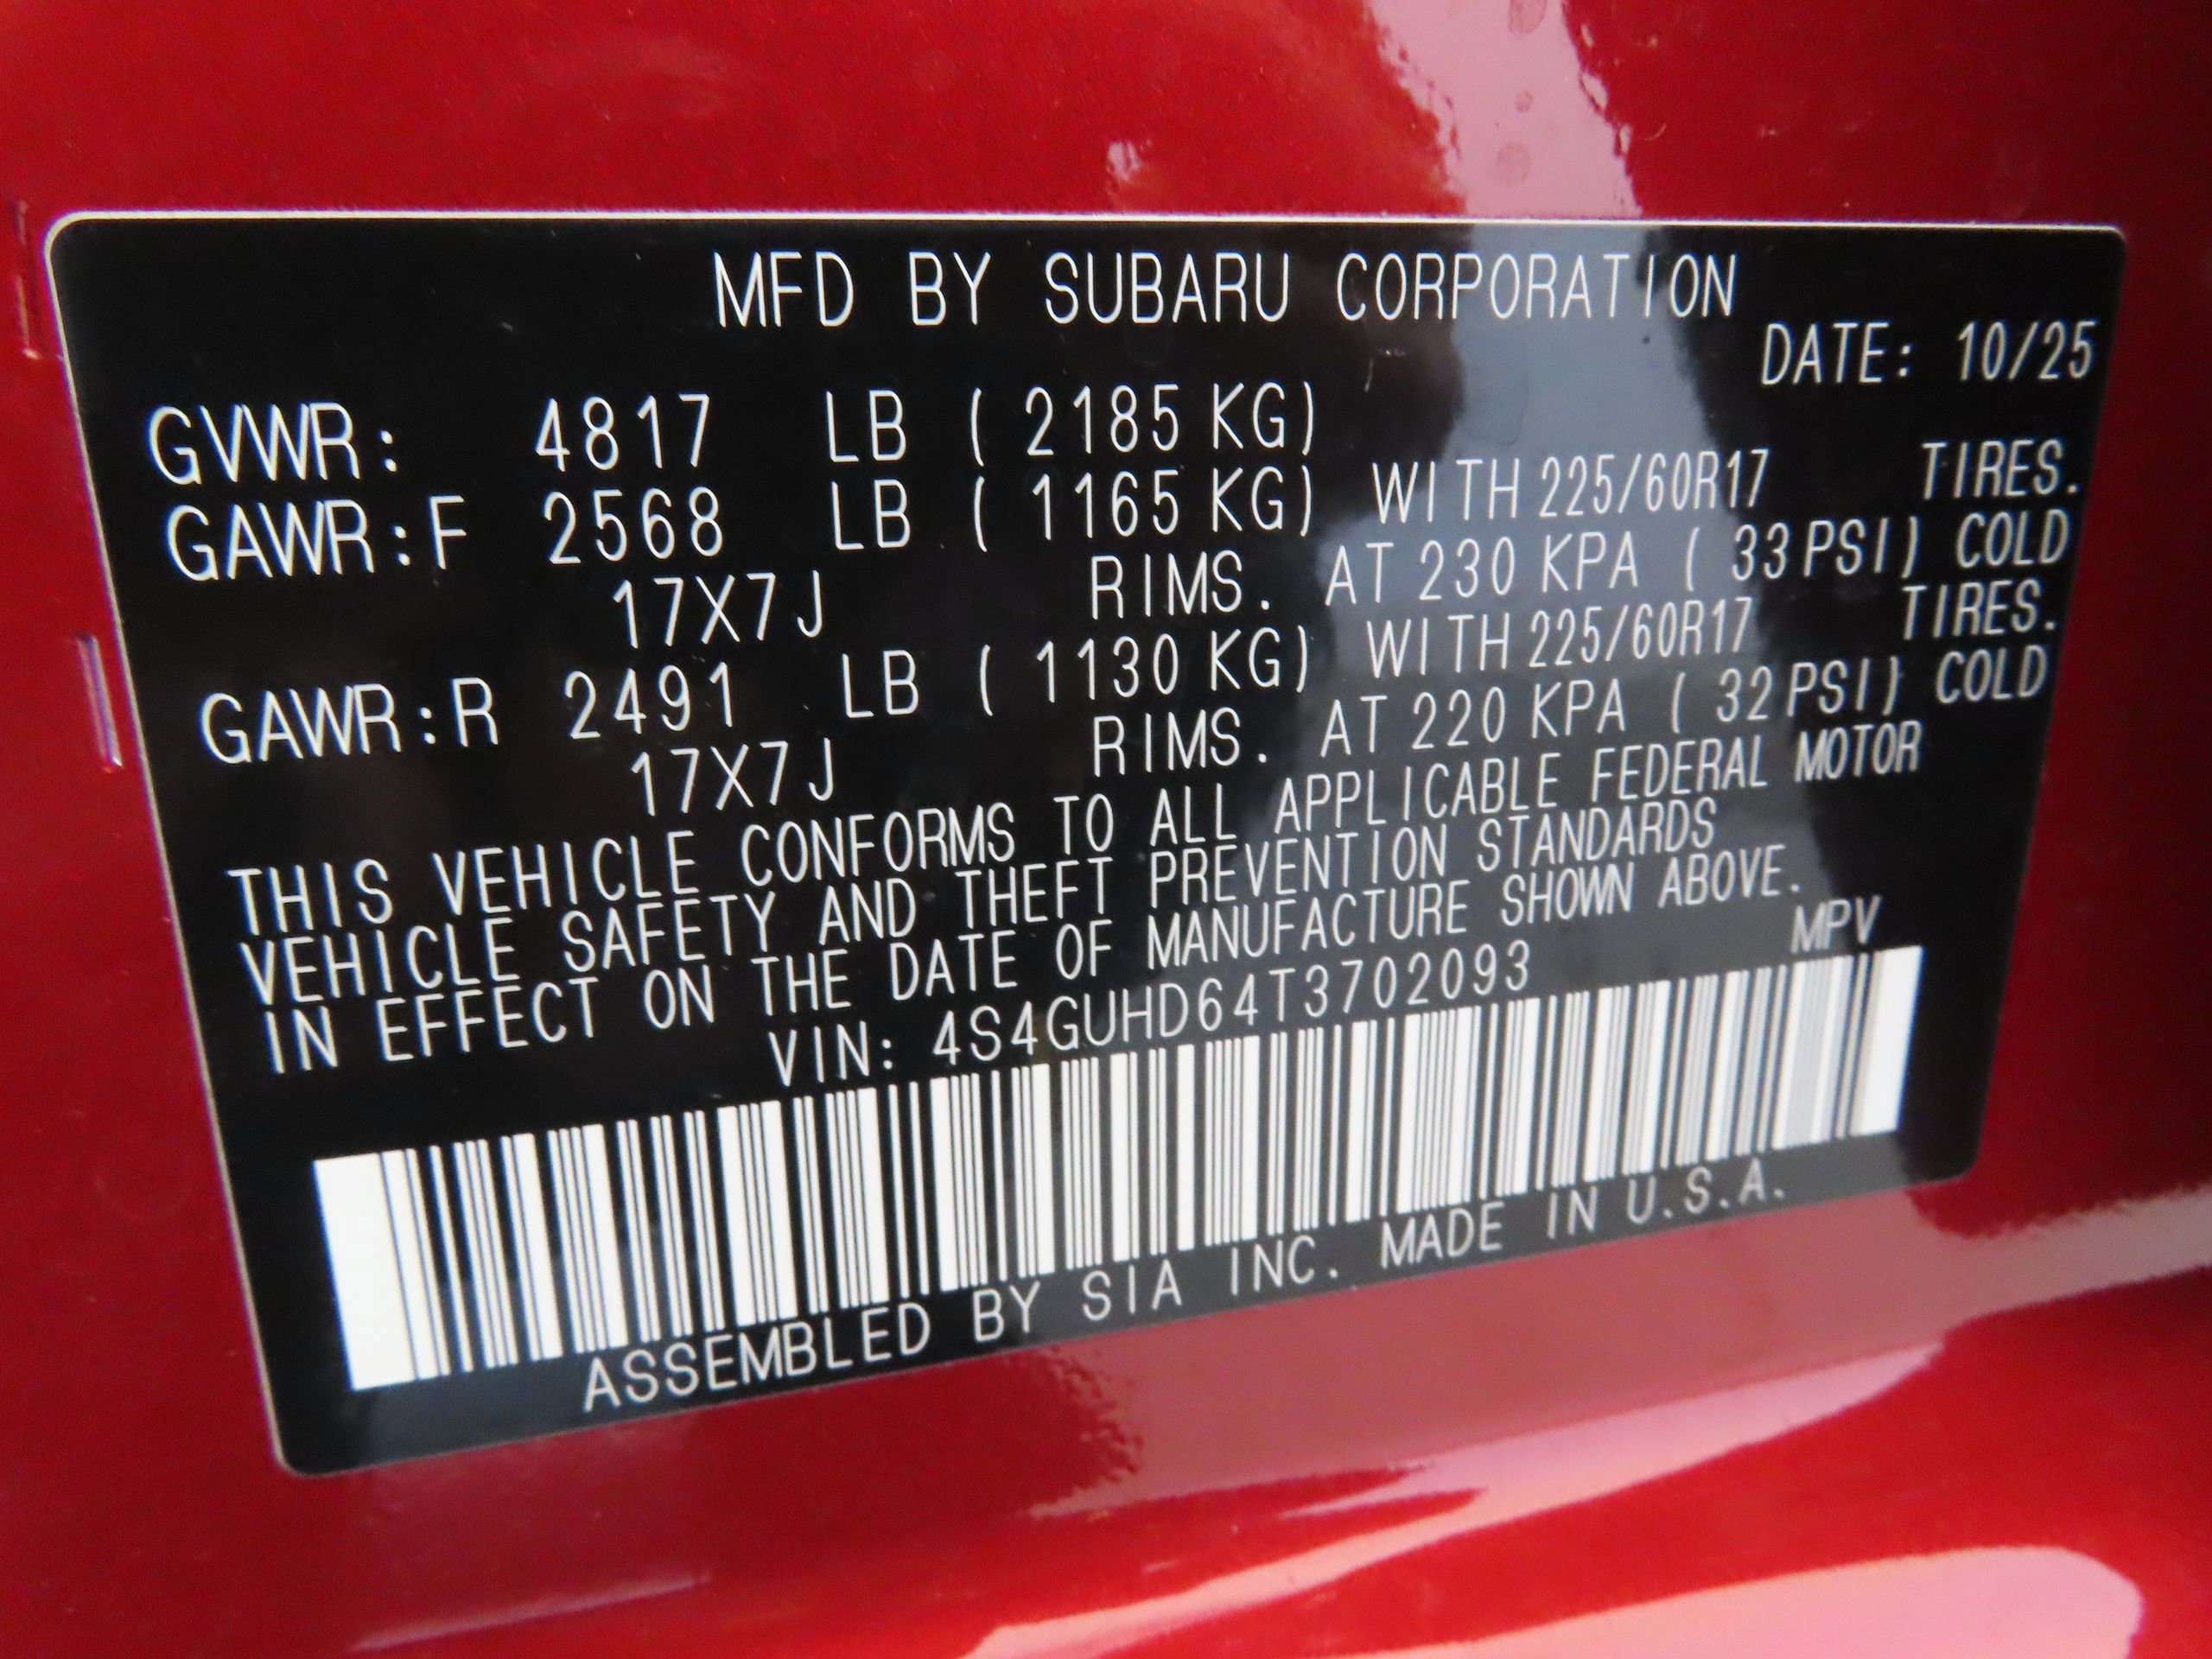 MFD BY SUBARU CORPORATION
DATE: 10/25
GVWR: 4817 LB ( 2185 KG)
GAWR:F 2568 LB ( 1165 KG) WITH 225/60R17 TIRES.
17X7J RIMS. AT 230 KPA ( 33 PSI) COLD
GAWR:R 2491 LB ( 1130 KG) WITH 225/60R17 TIRES.
17X7J RIMS. AT 220 KPA ( 32 PSI) COLD
THIS VEHICLE CONFORMS TO ALL APPLICABLE FEDERAL MOTOR
VEHICLE SAFETY AND THEFT PREVENTION STANDARDS
IN EFFECT ON THE DATE OF MANUFACTURE SHOWN ABOVE.
VIN: 4S4GUHD64T3702093 MPV
ASSEMBLED BY SIA INC. MADE IN U.S.A.